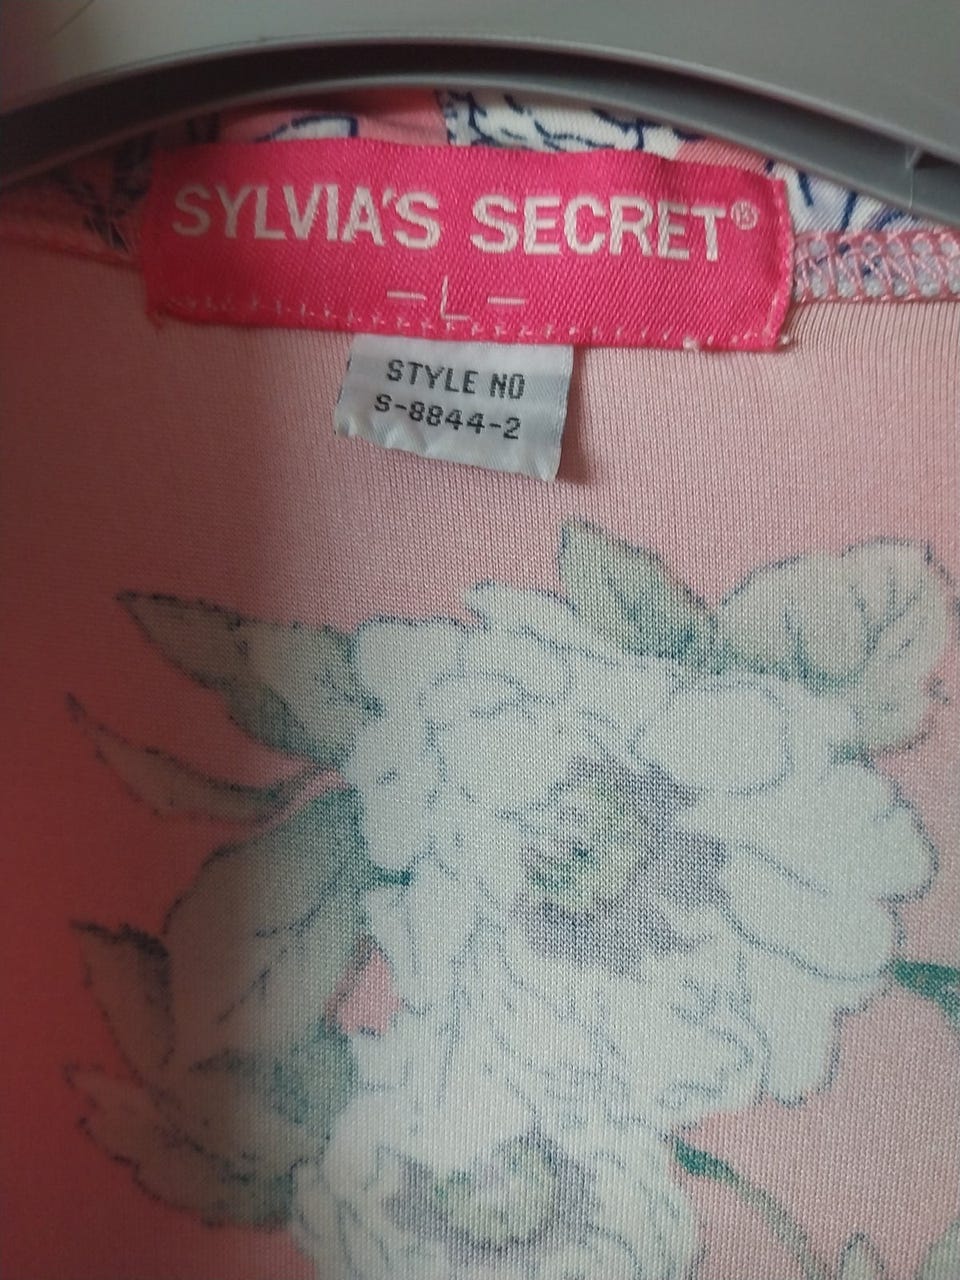 SYLVIA'S SECRET®
- L -
STYLE NO
S-8844-2